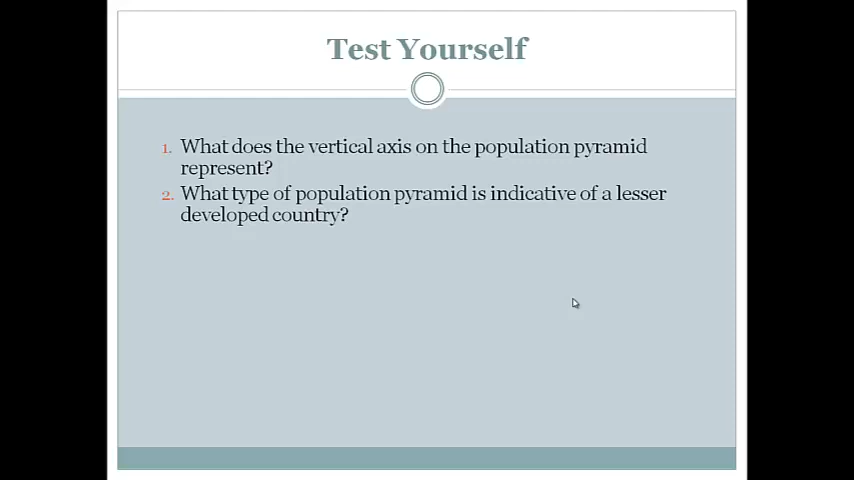 Test Yourself
1. What does the vertical axis on the population pyramid
represent?
2. What type of population pyramid is indicative of a lesser
developed country?